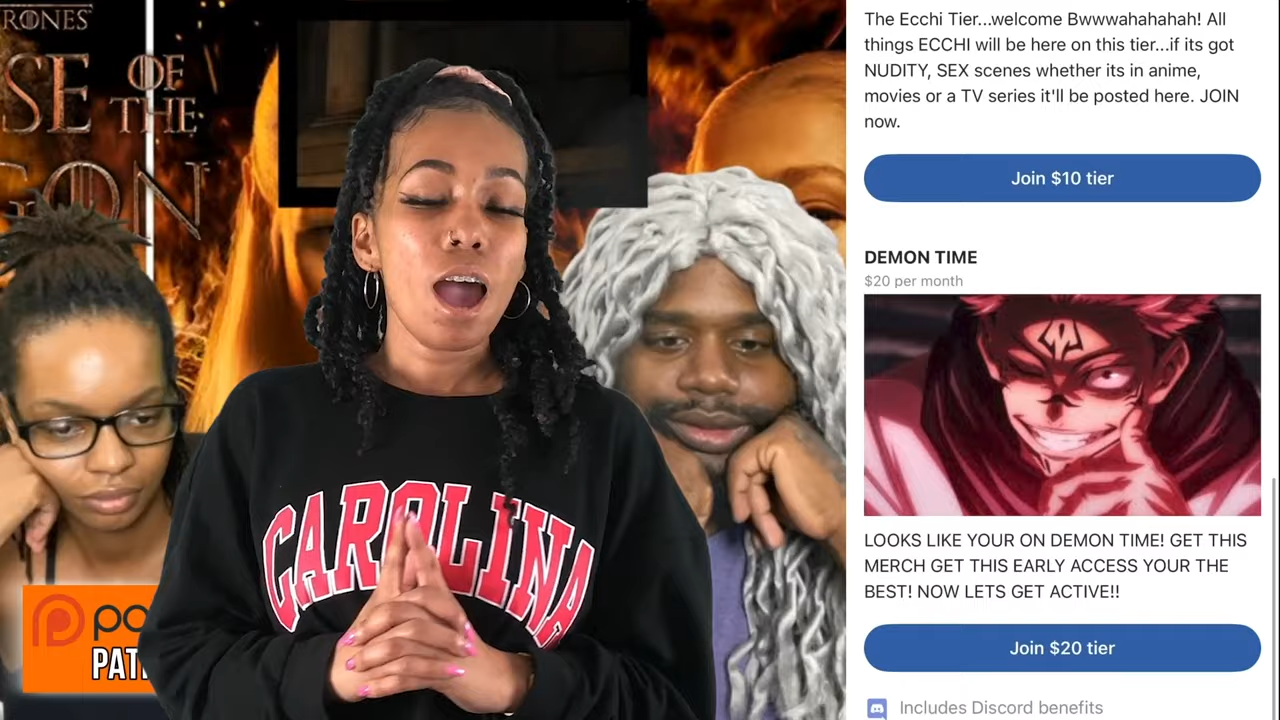 RONES
SE OF
THE
GON
CAROLINA
PATR
The Ecchi Tier...welcome Bwwwahahahah! All
things ECCHI will be here on this tier...if its got
NUDITY, SEX scenes whether its in anime,
movies or a TV series it'll be posted here. JOIN
now.
Join $10 tier
DEMON TIME
$20 per month
LOOKS LIKE YOUR ON DEMON TIME! GET THIS
MERCH GET THIS EARLY ACCESS YOUR THE
BEST! NOW LETS GET ACTIVE!!
Join $20 tier
Includes Discord benefits